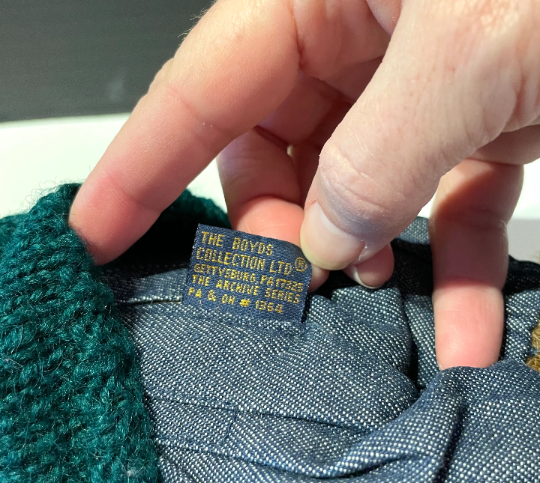 THE BOYDS
COLLECTION LTD®
GETTYSBURG, PA 17325
THE ARCHIVE SERIES
PA & OH # 1364